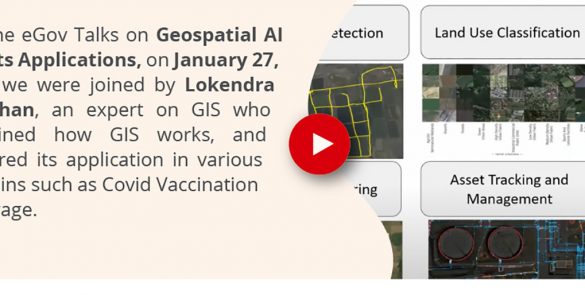 ne eGov Talks on Geospatial AI
ts Applications, on January 27,
we were joined by Lokendra
han, an expert on GIS who
ined how GIS works, and
red its application in various
ins such as Covid Vaccination
rage.
etection
Land Use Classification
ring
Asset Tracking and
Management